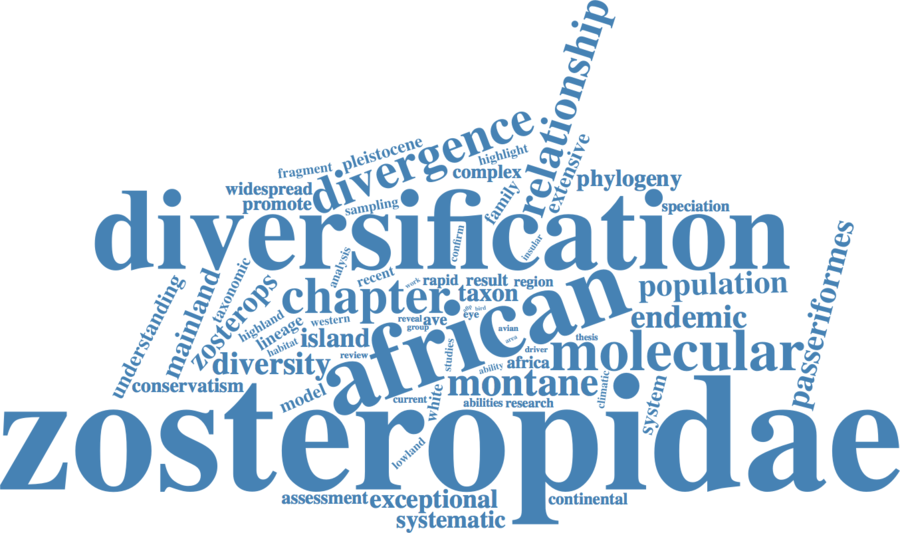 relationship
divergence
pleistocene
fragment
highlight
complex
extensive
phylogeny
widespread
promote
sampling
family
speciation
diversification
confirm
insular
understanding
mainland
taxonomic
zosterops
analysis
recent
work
rapid
result
region
chapter
taxon
african
population
passeriformes
highland
lineage
western
island
habitat
reveal
ave
group
eye
bird
endemic
avian
area
thesis
diversity
review
studies
driver
molecular
conservatism
model
ability
africa
montane
climatic
system
current
white
abilities
research
zosteropidae
lowland
assessment
exceptional
continental
systematic